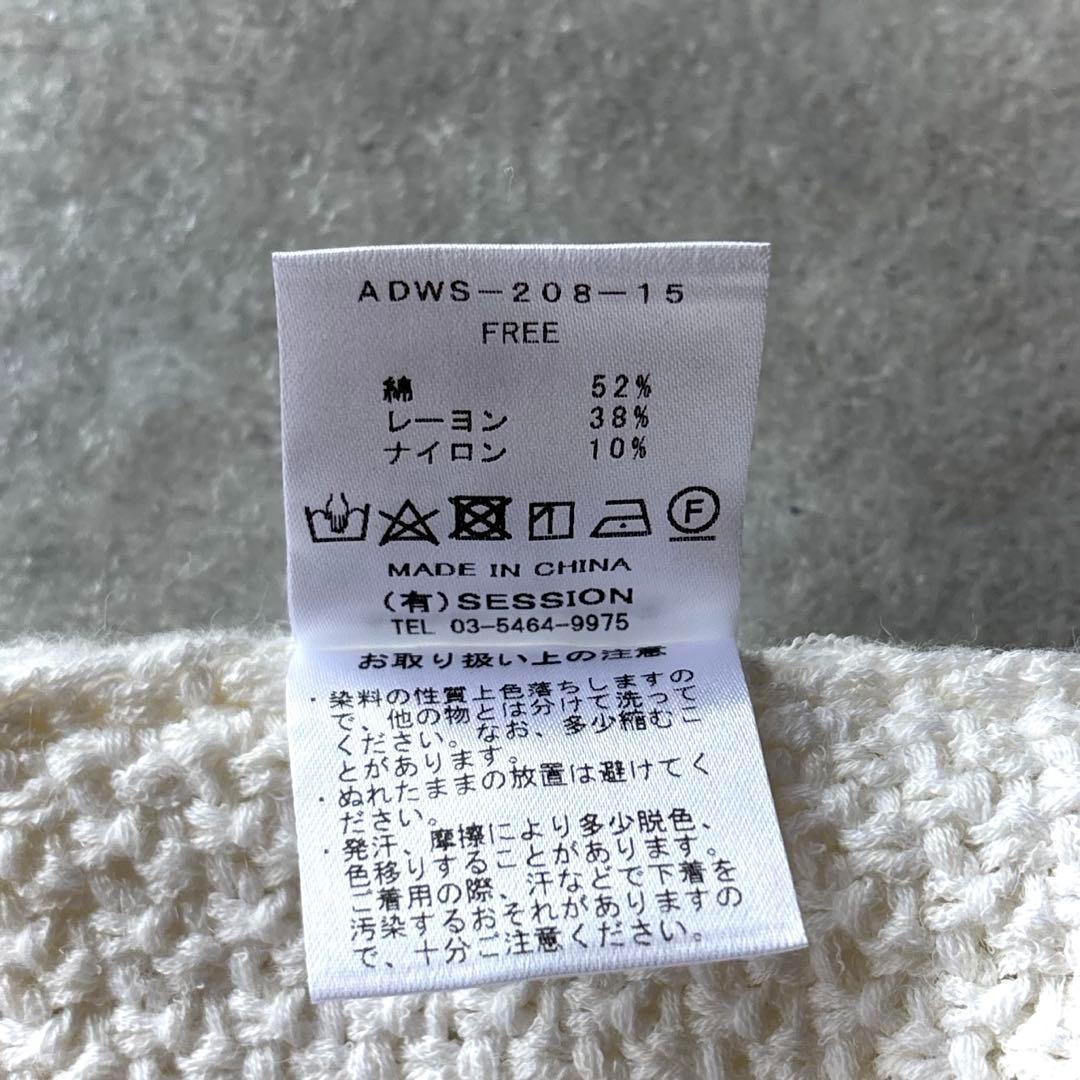 ADWS-208-15
FREE
綿 52%
レーヨン 38%
ナイロン 10%
F
MADE IN CHINA
(有)SESSION
TEL 03-5464-9975
お取り扱い上の注意
・染料の性質上色落ちしますの
で、他の物とは分けて洗って
ください。なお、多少縮むこ
とがあります。
・ぬれたままの放置は避けてく
ださい。
・発汗、摩擦により多少脱色、
色移りすることがあります。
ご着用の際、汗などで下着を
汚染するおそれがありますの
で、十分ご注意ください。